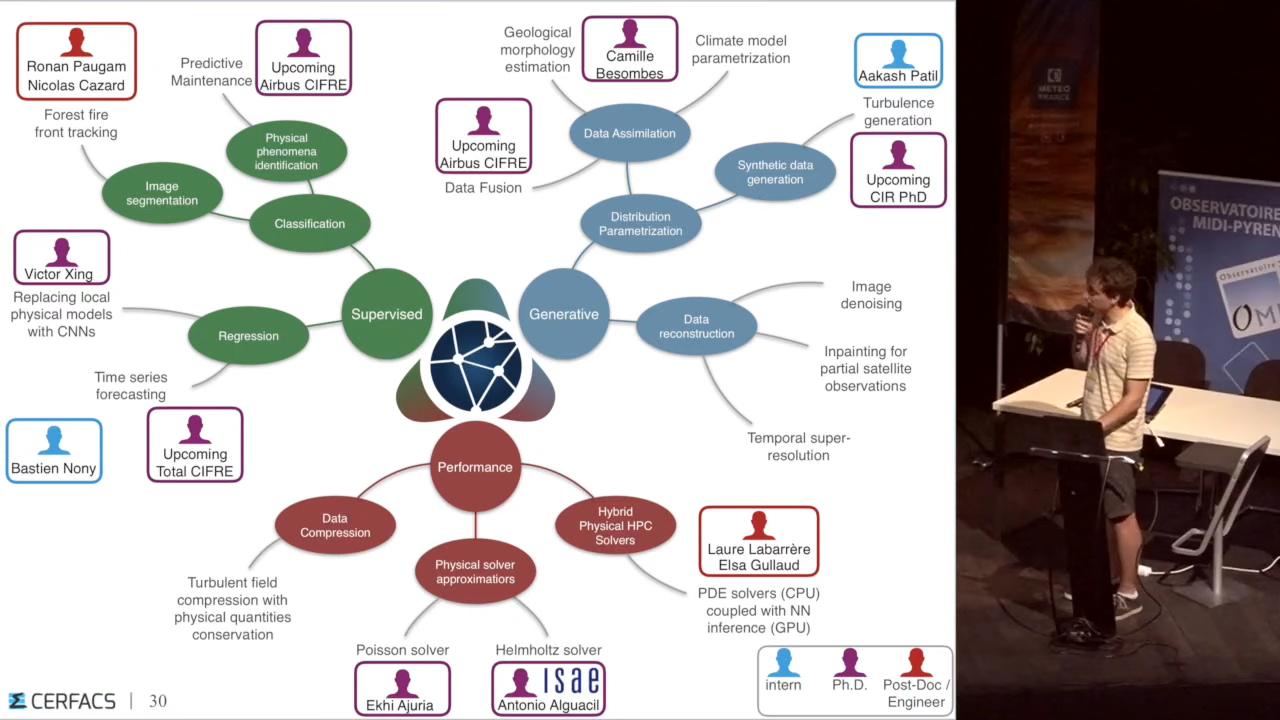 Ronan Paugam
Nicolas Cazard
Forest fire
front tracking
Predictive
Maintenance
Upcoming
Airbus CIFRE
Physical
phenomena
identification
Image
segmentation
Classification
Victor Xing
Replacing local
physical models
with CNNs
Regression
Supervised
Time series
forecasting
Bastien Nony
Upcoming
Total CIFRE
Geological
morphology
estimation
Camille
Besombes
Climate model
parametrization
Upcoming
Airbus CIFRE
Data Fusion
Data Assimilation
Aakash Patil
Turbulence
generation
Synthetic data
generation
Upcoming
CIR PhD
Distribution
Parametrization
Generative
Data
reconstruction
Image
denoising
Inpainting for
partial satellite
observations
Temporal super-
resolution
Performance
Data
Compression
Turbulent field
compression with
physical quantities
conservation
Physical solver
approximatiors
Hybrid
Physical HPC
Solvers
Laure Labarrère
Elsa Gullaud
PDE solvers (CPU)
coupled with NN
inference (GPU)
Poisson solver
Ekhi Ajuria
Helmholtz solver
isae
Antonio Alguacil
intern
Ph.D.
Post-Doc /
Engineer
CERFACS
30
METEO
FRANCE
OBSERVATOIRE
MIDI-PYREN
Observatoire
OM